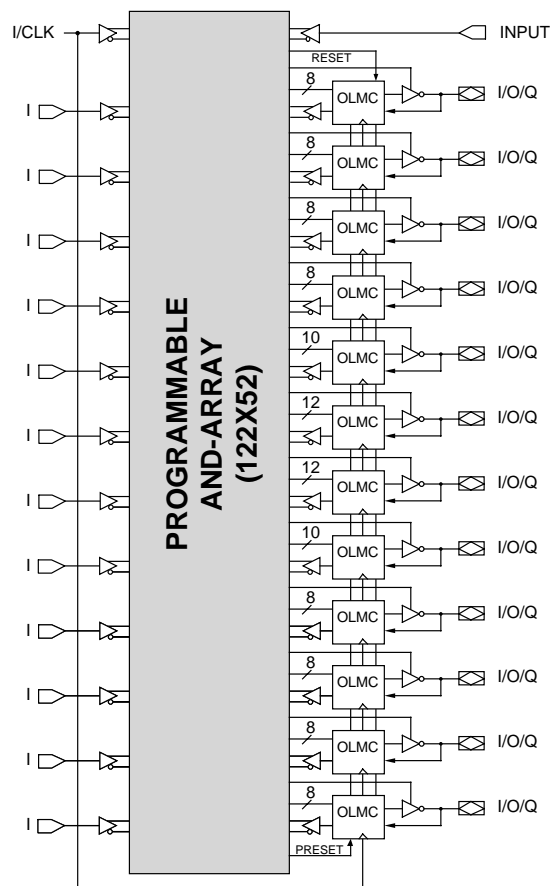 I/CLK
INPUT
RESET
8
OLMC
I/O/Q
I
8
OLMC
I/O/Q
I
8
OLMC
I/O/Q
I
8
OLMC
I/O/Q
I
10
OLMC
I/O/Q
I
12
OLMC
I/O/Q
I
12
OLMC
I/O/Q
I
10
OLMC
I/O/Q
I
8
OLMC
I/O/Q
I
8
OLMC
I/O/Q
I
8
OLMC
I/O/Q
I
8
OLMC
I/O/Q
I
PRESET
PROGRAMMABLE
AND-ARRAY
(122X52)